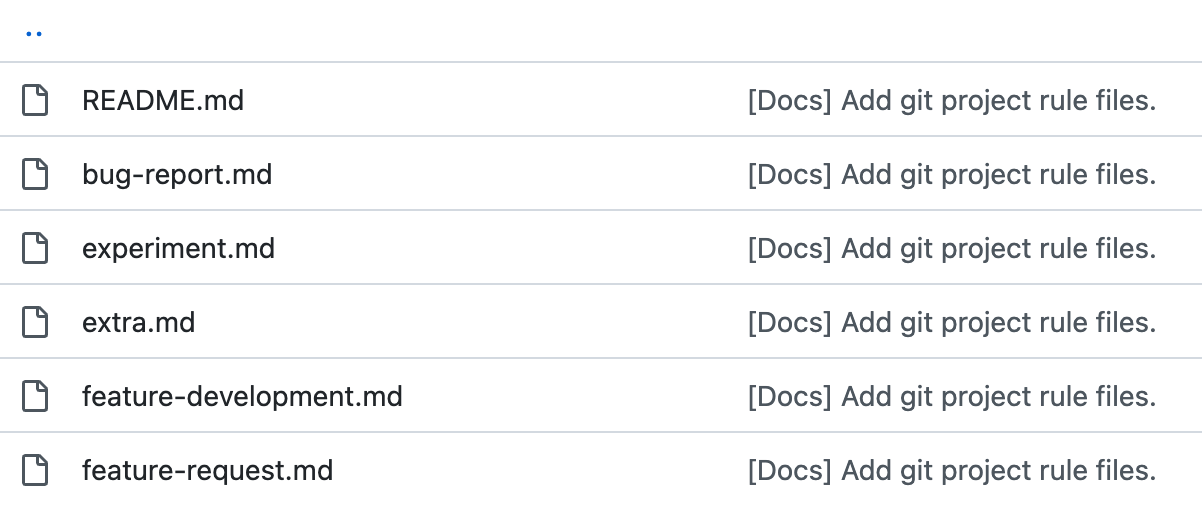 ..
README.md [Docs] Add git project rule files.
bug-report.md [Docs] Add git project rule files.
experiment.md [Docs] Add git project rule files.
extra.md [Docs] Add git project rule files.
feature-development.md [Docs] Add git project rule files.
feature-request.md [Docs] Add git project rule files.